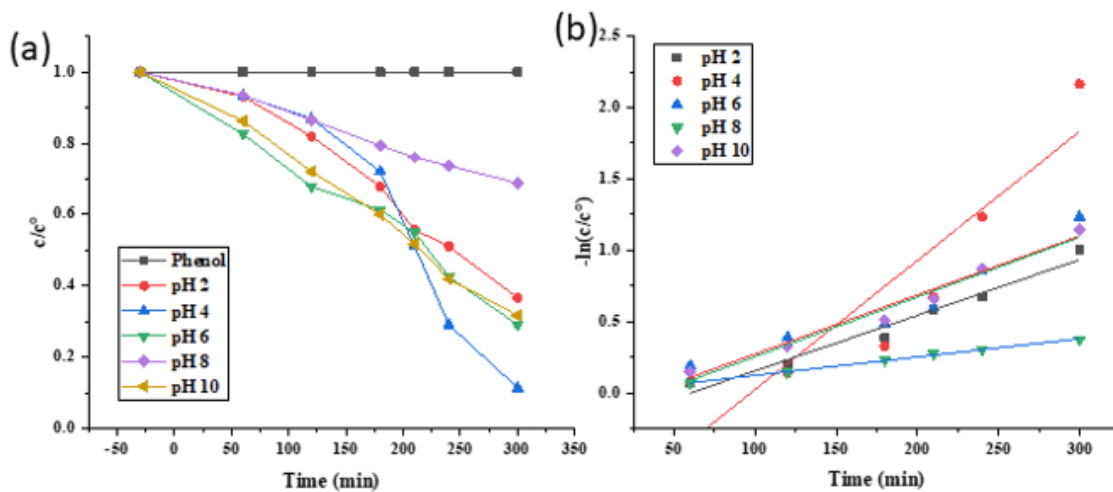 (a)
1.0
0.8
0.6
0.4
0.2
0.0
c/c°
Phenol
pH 2
pH 4
pH 6
pH 8
pH 10
-50 0 50 100 150 200 250 300 350
Time (min)
(b)
2.5
2.0
1.5
1.0
0.5
0.0
-ln(c/c°)
pH 2
pH 4
pH 6
pH 8
pH 10
50 100 150 200 250 300
Time (min)